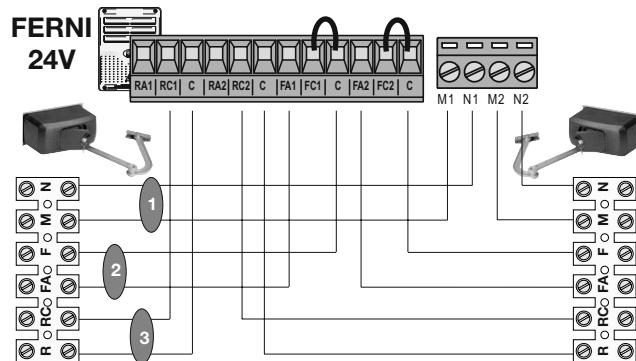 FERNI
24V
RA1 RC1 C RA2 RC2 C FA1 FC1 C FA2 FC2 C
M1 N1 M2 N2
N
M
F
FA
RC
R
1
2
3
N
M
F
FA
RC
R